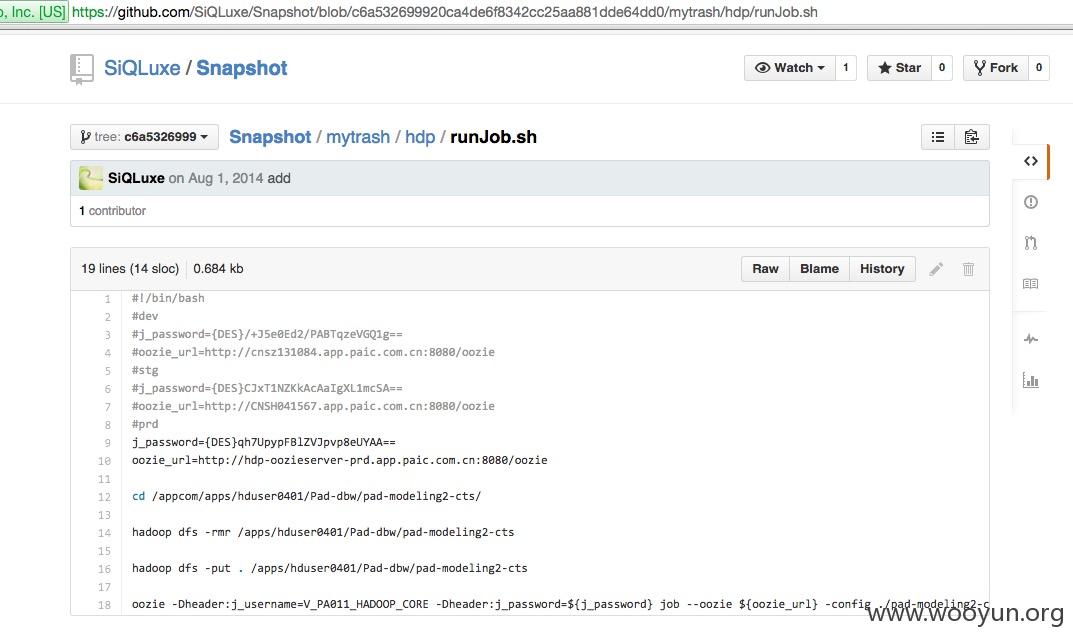 , Inc. [US] https://github.com/SiQLuxe/Snapshot/blob/c6a532699920ca4de6f8342cc25aa881dde64dd0/mytrash/hdp/runJob.sh
SiQLuxe / Snapshot
Watch 1 Star 0 Fork 0
tree: c6a5326999 Snapshot / mytrash / hdp / runJob.sh
SiQLuxe on Aug 1, 2014 add
1 contributor
19 lines (14 sloc) 0.684 kb Raw Blame History
1 #!/bin/bash
2 #dev
3 #j_password={DES}/+J5e0Ed2/PABTqzeVGQ1g==
4 #oozie_url=http://cnsz131084.app.paic.com.cn:8080/oozie
5 #stg
6 #j_password={DES}CJxT1NZKkAcAaIgXL1mcSA==
7 #oozie_url=http://CNSH041567.app.paic.com.cn:8080/oozie
8 #prd
9 j_password={DES}qh7UpypFBlZVJpvp8eUYAA==
10 oozie_url=http://hdp-oozieserver-prd.app.paic.com.cn:8080/oozie
11
12 cd /appcom/apps/hduser0401/Pad-dbw/pad-modeling2-cts/
13
14 hadoop dfs -rmr /apps/hduser0401/Pad-dbw/pad-modeling2-cts
15
16 hadoop dfs -put . /apps/hduser0401/Pad-dbw/pad-modeling2-cts
17
18 oozie -Dheader:j_username=V_PA011_HADOOP_CORE -Dheader:j_password=${j_password} job --oozie ${oozie_url} -config ./pad-modeling2-c
www.wooyun.org